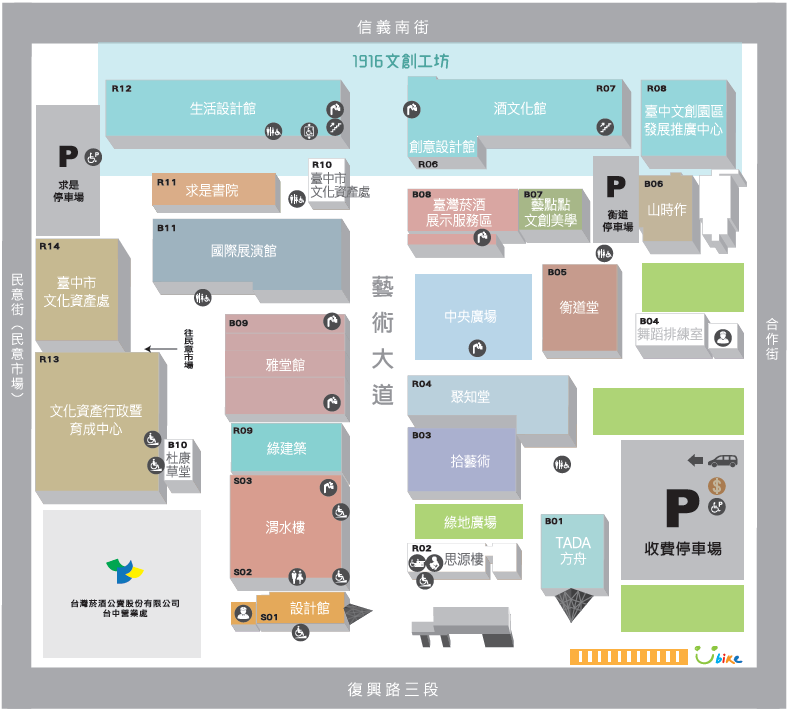 信義南街
1916文創工坊
R12
生活設計館
酒文化館
R07
創意設計館
R06
R08
臺中文創園區
發展推廣中心
P
求是
停車場
R11
求是書院
R10
臺中市
文化資產處
B08
臺灣菸酒
展示服務區
B07
藝點點
文創美學
P
衡道
停車場
B06
山時作
R14
臺中市
文化資產處
B11
國際展演館
藝術大道
中央廣場
B05
衡道堂
B04
舞蹈排練室
民意街（民意市場）
合作街
往民意市場
B09
雅堂館
R13
文化資產行政暨
育成中心
B10
杜康
草堂
R04
聚知堂
B03
拾藝術
R09
綠建築
S03
渭水樓
S02
S01
設計館
綠地廣場
R02
思源樓
B01
TADA
方舟
P
$
P
收費停車場
台灣菸酒公賣股份有限公司
台中營業處
Ubike
復興路三段